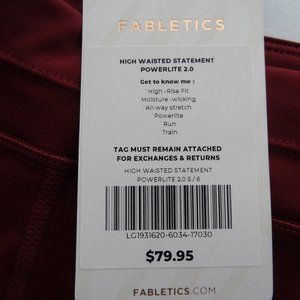 FABLETICS
HIGH WAISTED STATEMENT
POWERLITE 2.0
Get to know me :
High -Rise Fit
Moisture -wicking
All-way stretch
Powerlite
Run
Train
TAG MUST REMAIN ATTACHED
FOR EXCHANGES & RETURNS
HIGH WAISTED STATEMENT
POWERLITE 2.0 S / 6
LG1931620-6034-17030
$79.95
FABLETICS.COM